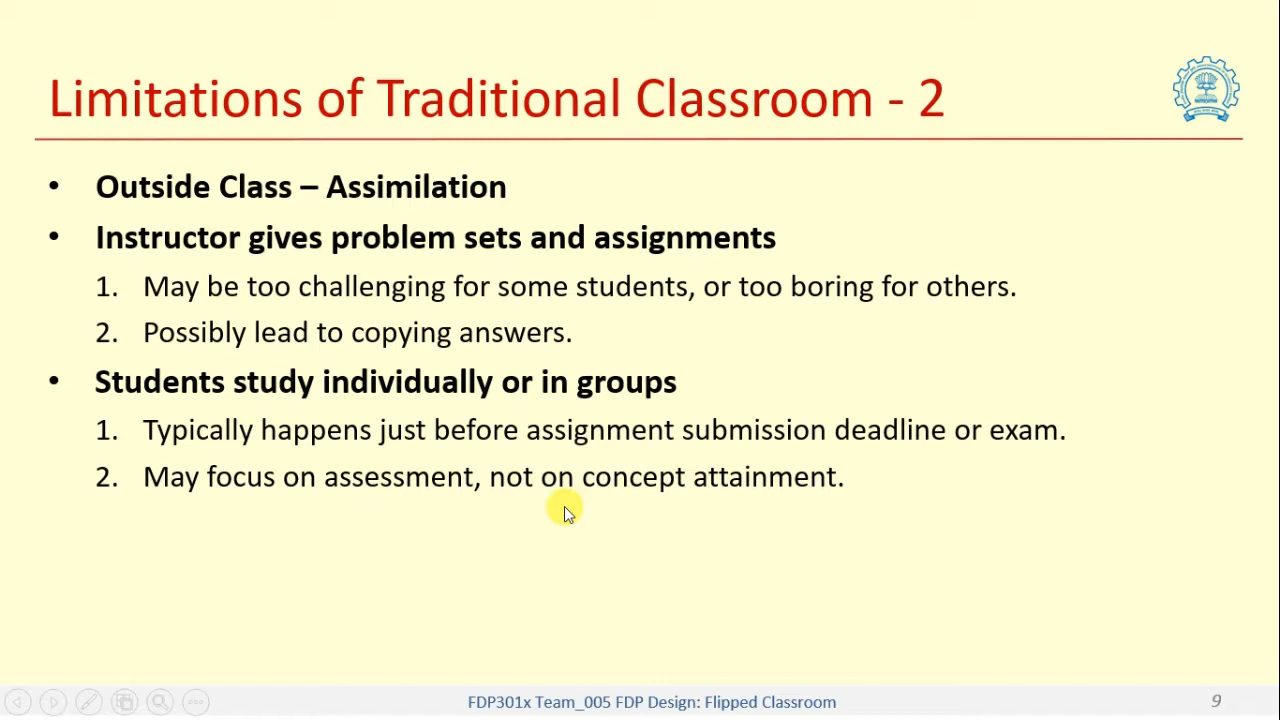 Limitations of Traditional Classroom - 2
• Outside Class – Assimilation
• Instructor gives problem sets and assignments
1. May be too challenging for some students, or too boring for others.
2. Possibly lead to copying answers.
• Students study individually or in groups
1. Typically happens just before assignment submission deadline or exam.
2. May focus on assessment, not on concept attainment.
FDP301x Team_005 FDP Design: Flipped Classroom
9